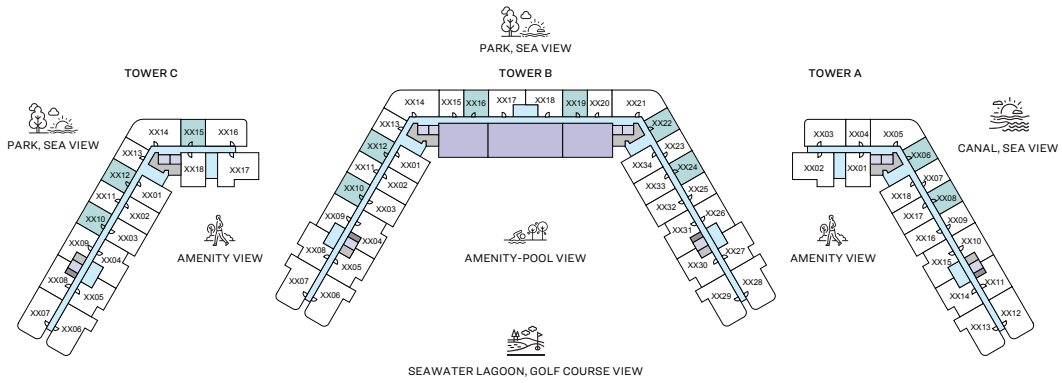 PARK, SEA VIEW
TOWER C
TOWER B
TOWER A
PARK, SEA VIEW
CANAL, SEA VIEW
XX14
XX15
XX16
XX13
XX18
XX17
XX12
XX11
XX01
XX10
XX02
XX09
XX03
XX08
XX04
XX07
XX05
XX06
AMENITY VIEW
XX14
XX15
XX16
XX17
XX18
XX19
XX20
XX21
XX13
XX22
XX12
XX23
XX11
XX01
XX34
XX24
XX10
XX02
XX33
XX25
XX09
XX03
XX32
XX26
XX08
XX04
XX31
XX27
XX07
XX05
XX30
XX28
XX06
XX29
AMENITY-POOL VIEW
XX03
XX04
XX05
XX02
XX01
XX06
XX07
XX18
XX08
XX17
XX09
XX16
XX10
XX15
XX11
XX14
XX12
XX13
AMENITY VIEW
SEAWATER LAGOON, GOLF COURSE VIEW